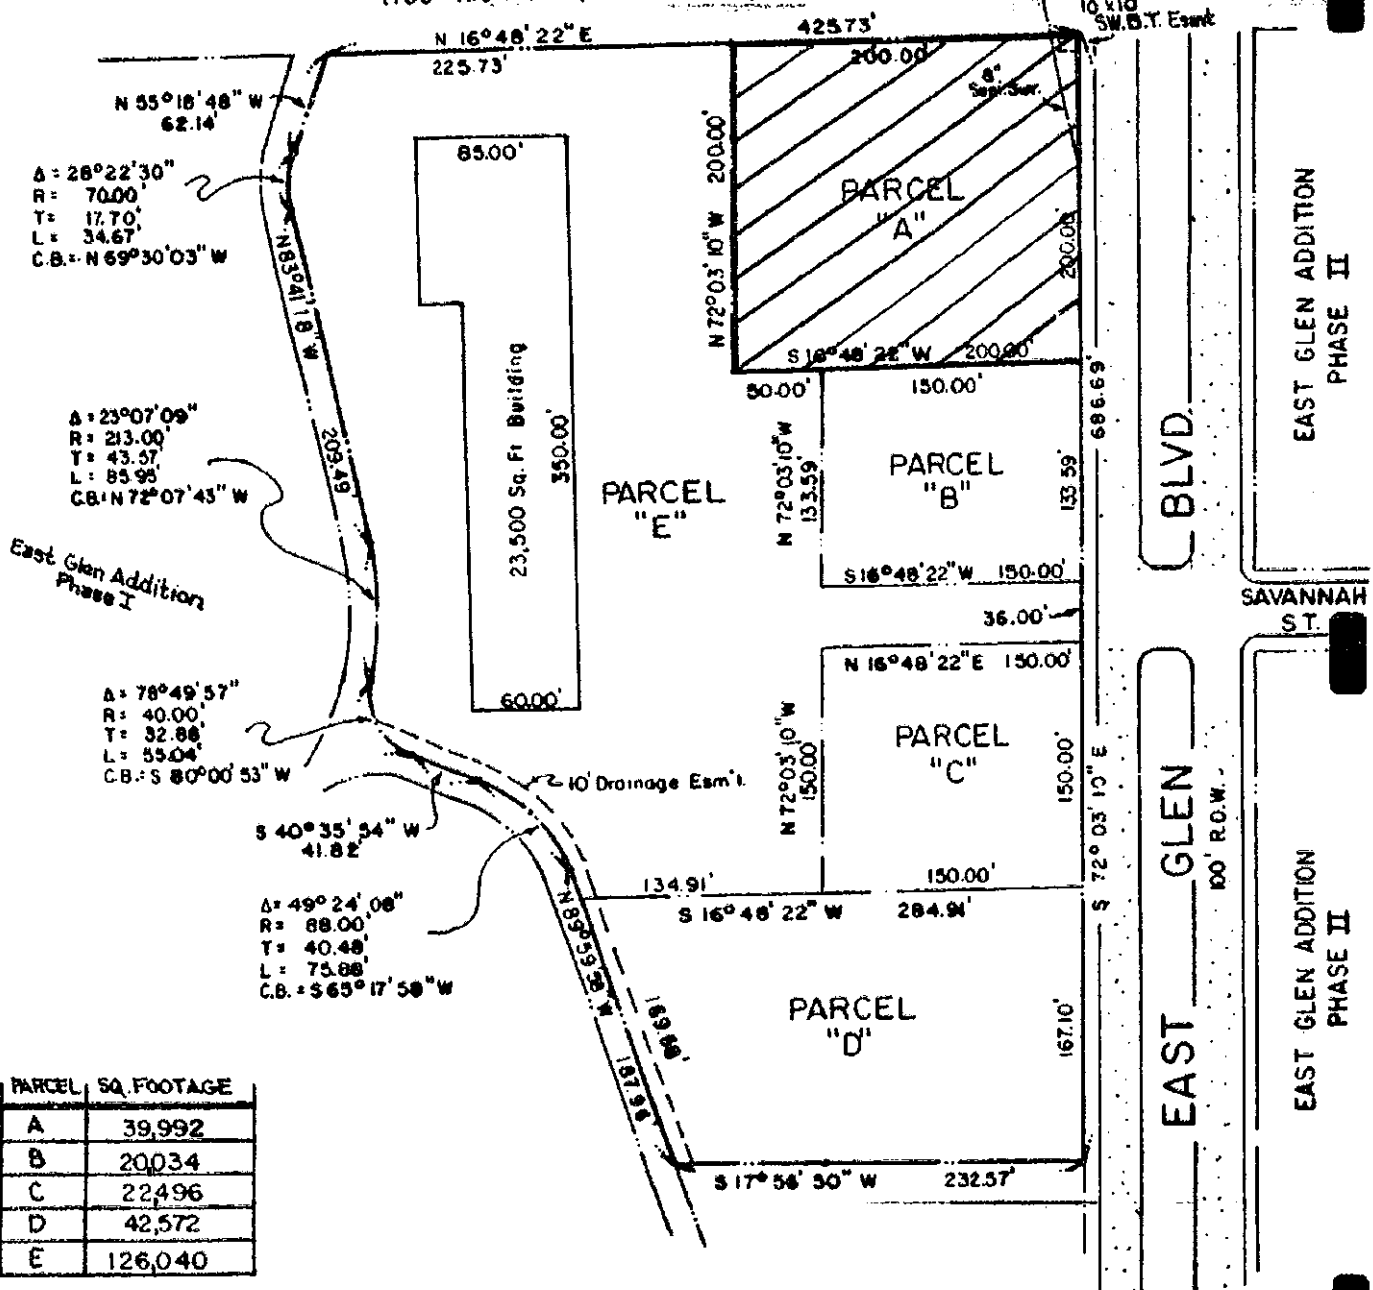 10 x 10
SW.B.T. Esmt
N 16°48'22" E
425.73'
225.73'
200.00'
8"
N 55°18'48" W
62.14'
Δ = 28°22'30"
R = 70.00'
T = 17.70'
L = 34.67'
C.B. = N 69°30'03" W
N 83°41'18" W
209.49'
85.00'
23,500 Sq. Ft Building
350.00'
60.00'
N 72°03'10" W 200.00'
PARCEL
"A"
200.00'
S 16°48'22" W 200.00'
50.00'
150.00'
Δ = 23°07'09"
R = 213.00'
T = 43.57'
L = 85.95'
C.B. = N 72°07'43" W
East Glen Addition
Phase I
PARCEL
"E"
N 72°03'10" W
133.59'
PARCEL
"B"
133.59'
686.69'
S 16°48'22" W 150.00'
36.00'
N 16°48'22" E 150.00'
Δ = 78°49'57"
R = 40.00'
T = 32.88'
L = 55.04'
C.B. = S 80°00'53" W
10' Drainage Esm't.
S 40°35'54" W
41.82'
N 72°03'10" W
150.00'
PARCEL
"C"
150.00'
S 72°03'10" E
134.91'
150.00'
S 16°48'22" W
284.91'
Δ = 49°24'08"
R = 88.00'
T = 40.48'
L = 75.88'
C.B. = S 65°17'58" W
N 89°59'58" W
187.96'
169.68'
PARCEL
"D"
167.10'
S 17°56'50" W
232.57'
EAST GLEN BLVD.
100' R.O.W.
SAVANNAH
ST.
EAST GLEN ADDITION
PHASE II
EAST GLEN ADDITION
PHASE II
PARCEL SQ. FOOTAGE
A 39,992
B 20,034
C 22,496
D 42,572
E 126,040